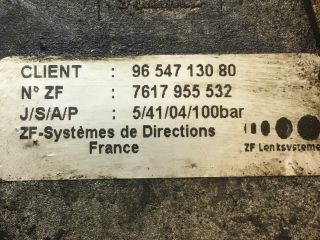 CLIENT : 96 547 130 80
N° ZF : 7617 955 532
J/S/A/P : 5/41/04/100bar
ZF-Systèmes de Directions
France
ZF Lenksysteme